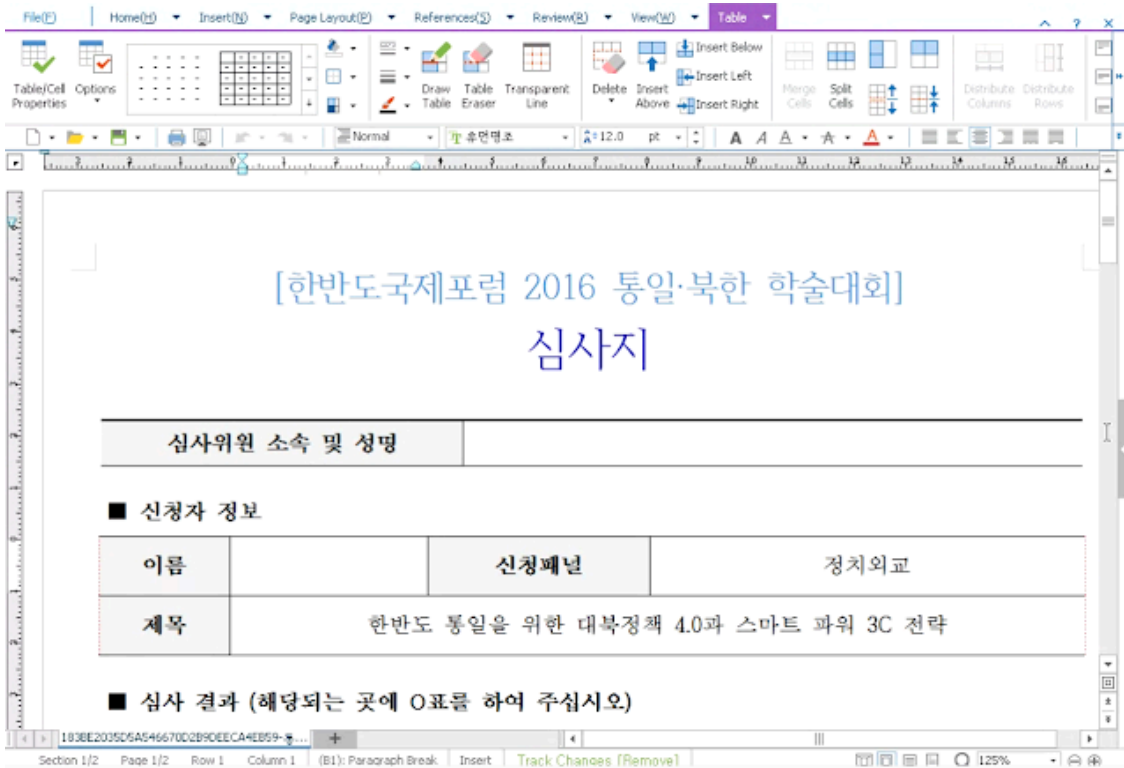 File(F) Home(H) Insert(N) Page Layout(P) References(S) Review(R) View(W) Table
Insert Below
Insert Left
Insert Right
Table/Cell Properties Options Draw Table Table Eraser Transparent Line Delete Insert Above Merge Cells Split Cells Distribute Columns Distribute Rows
Normal 휴먼명조 12.0 pt
[한반도국제포럼 2016 통일·북한 학술대회]
심사지
심사위원 소속 및 성명
■ 신청자 정보
이름 신청패널 정치외교
제목 한반도 통일을 위한 대북정책 4.0과 스마트 파워 3C 전략
■ 심사 결과 (해당되는 곳에 O표를 하여 주십시오)
Section 1/2 Page 1/2 Row 1 Column 1 (B1): Paragraph Break Insert Track Changes [Remove] 125%